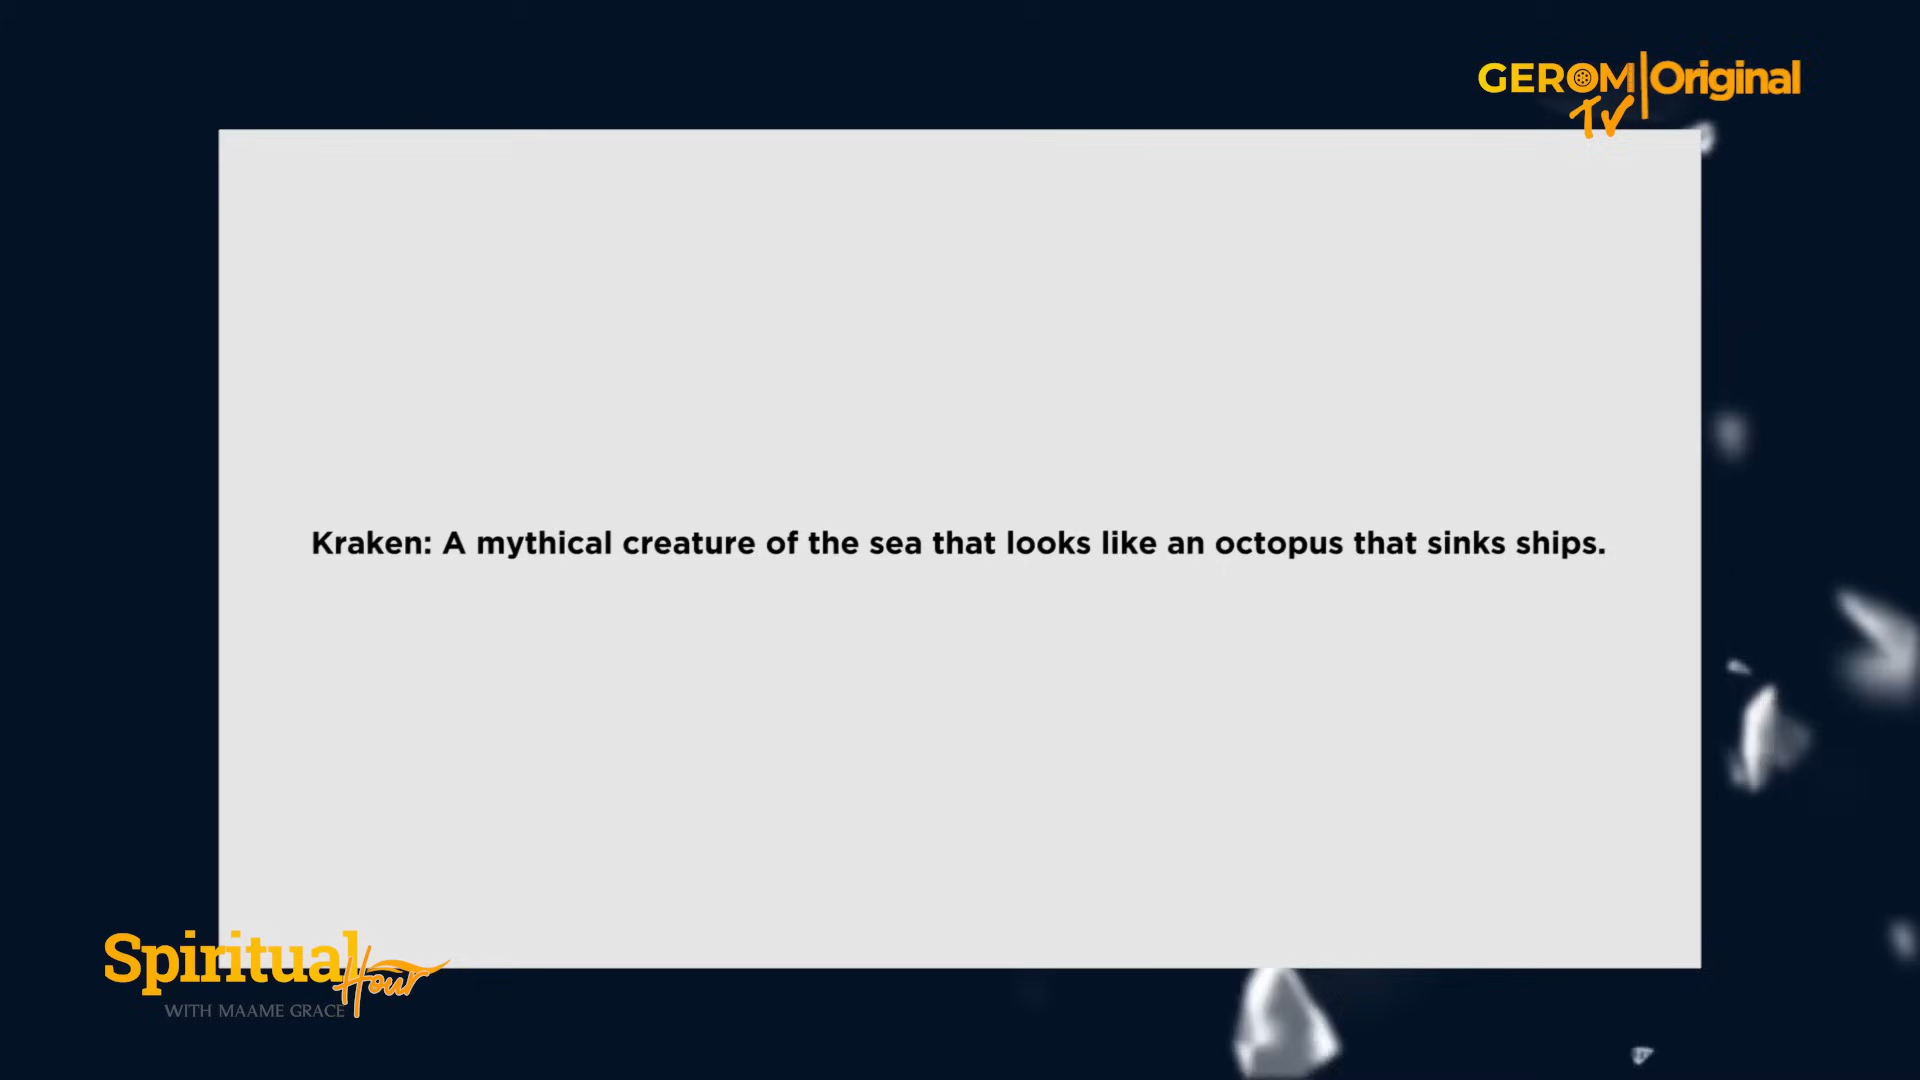 GEROM TV | Original
Kraken: A mythical creature of the sea that looks like an octopus that sinks ships.
Spiritual Hour
WITH MAAME GRACE